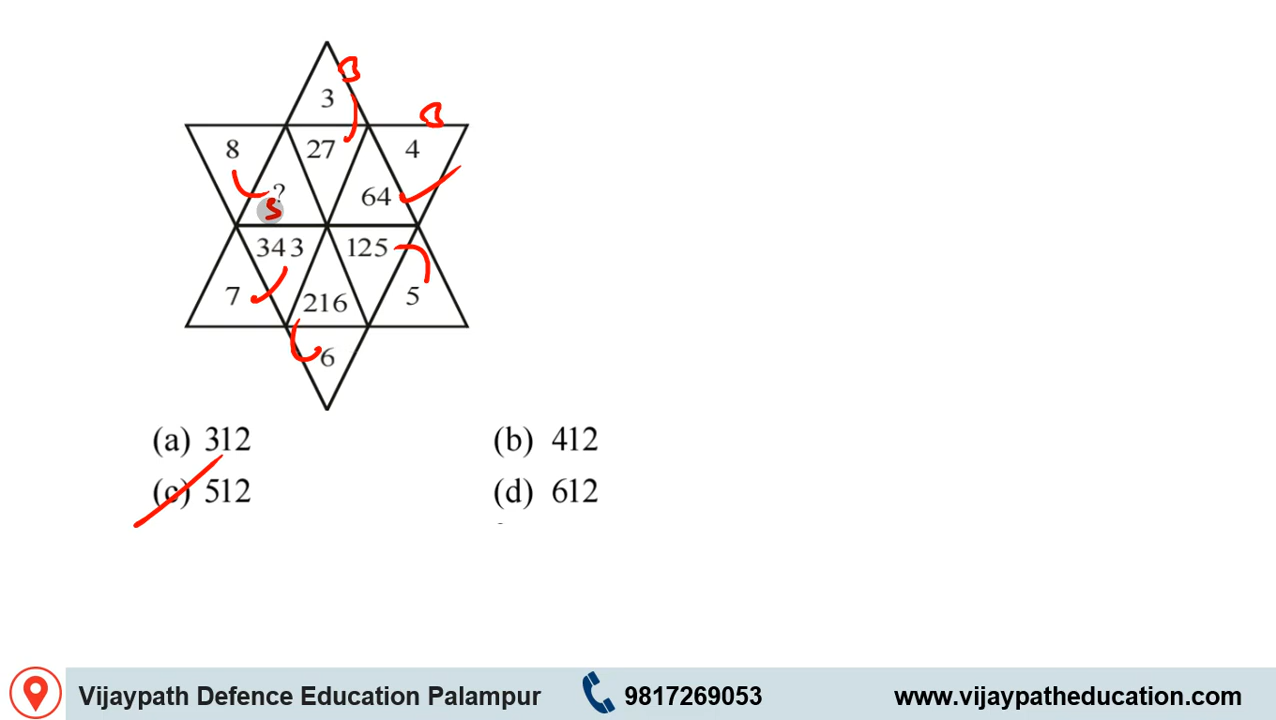 3
8 27 4
? 64
343 125
7 216 5
6
(a) 312 (b) 412
(c) 512 (d) 612
Vijaypath Defence Education Palampur 9817269053 www.vijaypatheducation.com